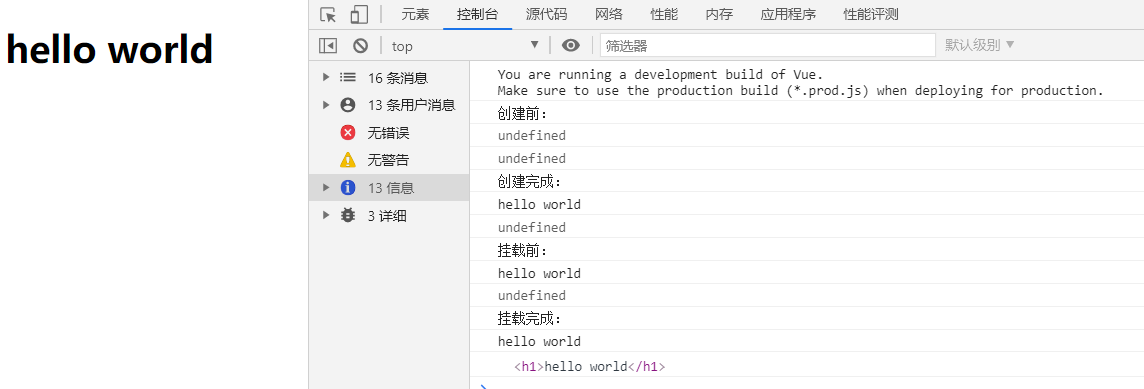 hello world
元素 控制台 源代码 网络 性能 内存 应用程序 性能评测
top 筛选器 默认级别
16 条消息
13 条用户消息
无错误
无警告
13 信息
3 详细
You are running a development build of Vue.
Make sure to use the production build (*.prod.js) when deploying for production.
创建前:
undefined
undefined
创建完成:
hello world
undefined
挂载前:
hello world
undefined
挂载完成:
hello world
<h1>hello world</h1>